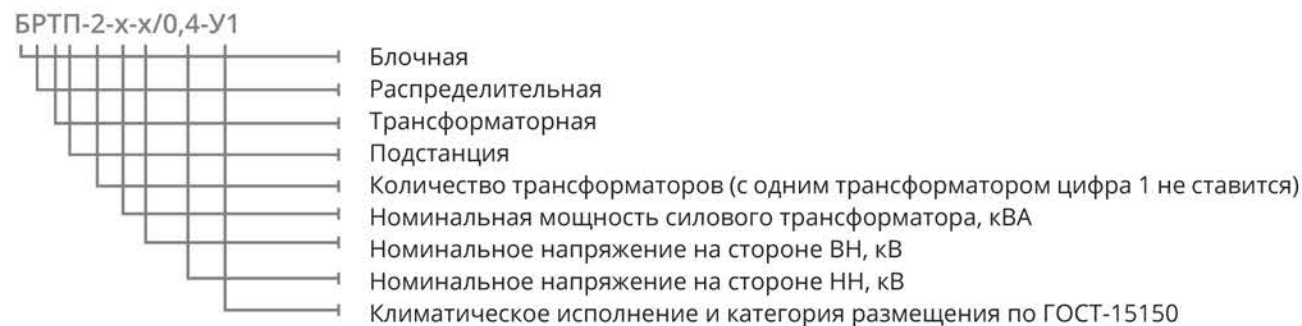 БРТП-2-х-х/0,4-У1
Блочная
Распределительная
Трансформаторная
Подстанция
Количество трансформаторов (с одним трансформатором цифра 1 не ставится)
Номинальная мощность силового трансформатора, кВА
Номинальное напряжение на стороне ВН, кВ
Номинальное напряжение на стороне НН, кВ
Климатическое исполнение и категория размещения по ГОСТ-15150